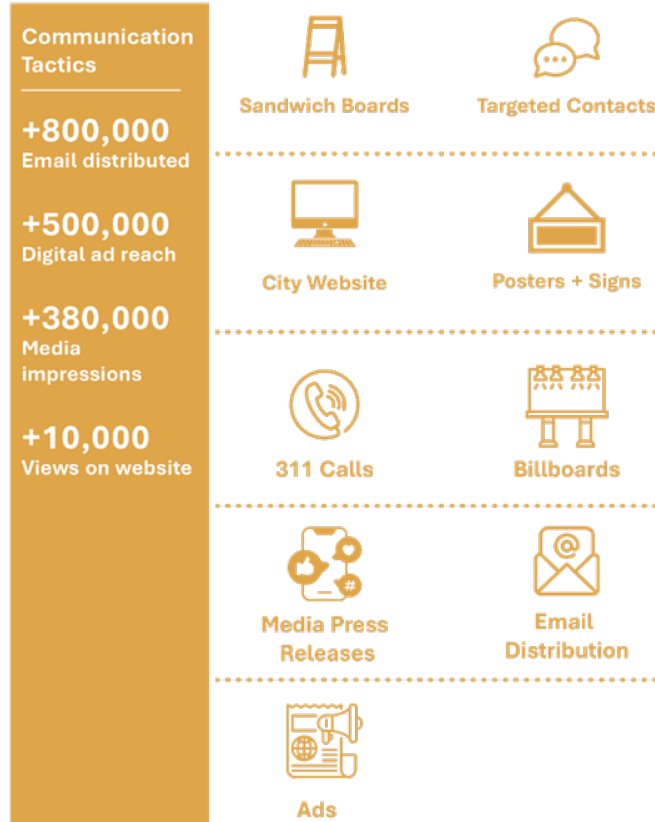 Communication
Tactics
+800,000
Email distributed
+500,000
Digital ad reach
+380,000
Media
impressions
+10,000
Views on website
Sandwich Boards
Targeted Contacts
City Website
Posters + Signs
311 Calls
Billboards
@
#
Media Press
Releases
Email
Distribution
Ads